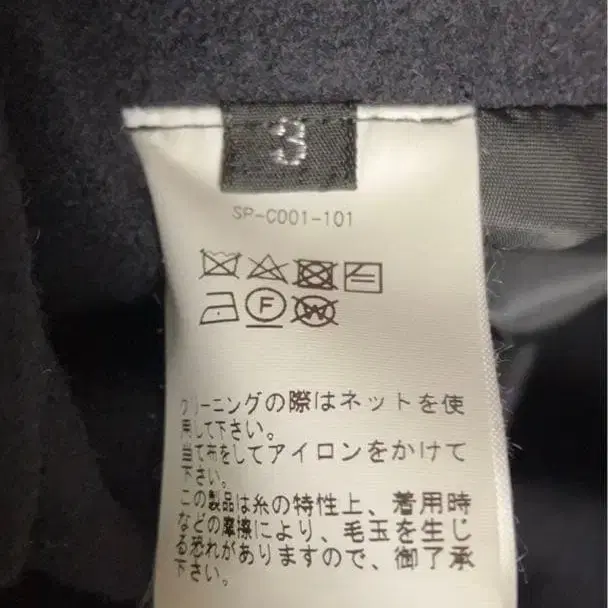 3
SP-C001-101
F
W
クリーニングの際はネットを使
用して下さい。
当て布をしてアイロンをかけて
下さい。
この製品は糸の特性上、着用時
などの摩擦により、毛玉を生じ
る恐れがありますので、御了承
下さい。